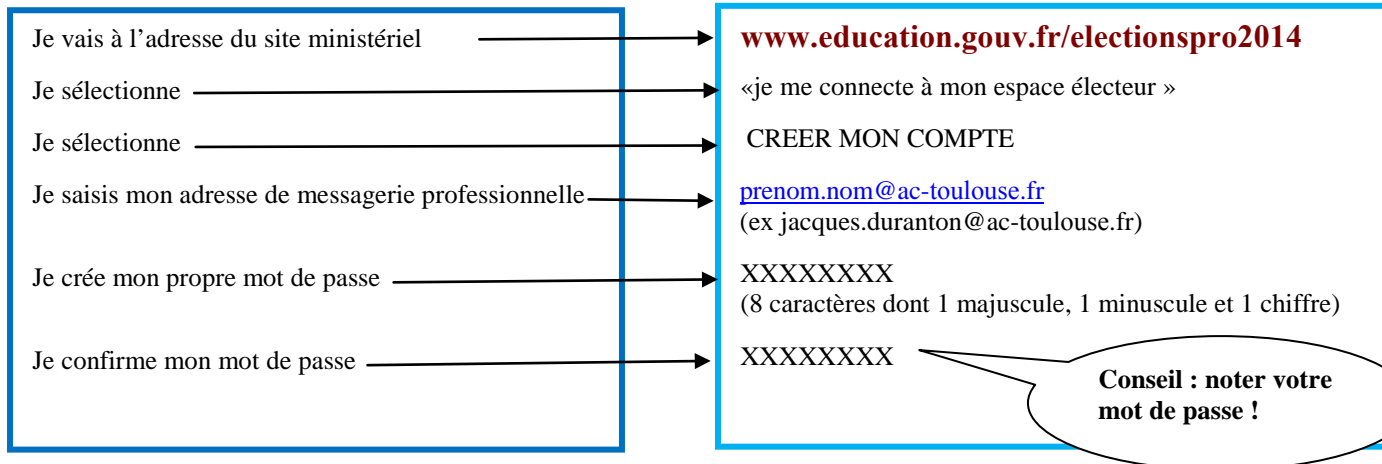 Je vais à l’adresse du site ministériel
www.education.gouv.fr/electionspro2014
Je sélectionne
«je me connecte à mon espace électeur »
Je sélectionne
CREER MON COMPTE
Je saisis mon adresse de messagerie professionnelle
prenom.nom@ac-toulouse.fr
(ex jacques.duranton@ac-toulouse.fr)
Je crée mon propre mot de passe
XXXXXXXX
(8 caractères dont 1 majuscule, 1 minuscule et 1 chiffre)
Je confirme mon mot de passe
XXXXXXXX
Conseil : noter votre
mot de passe !